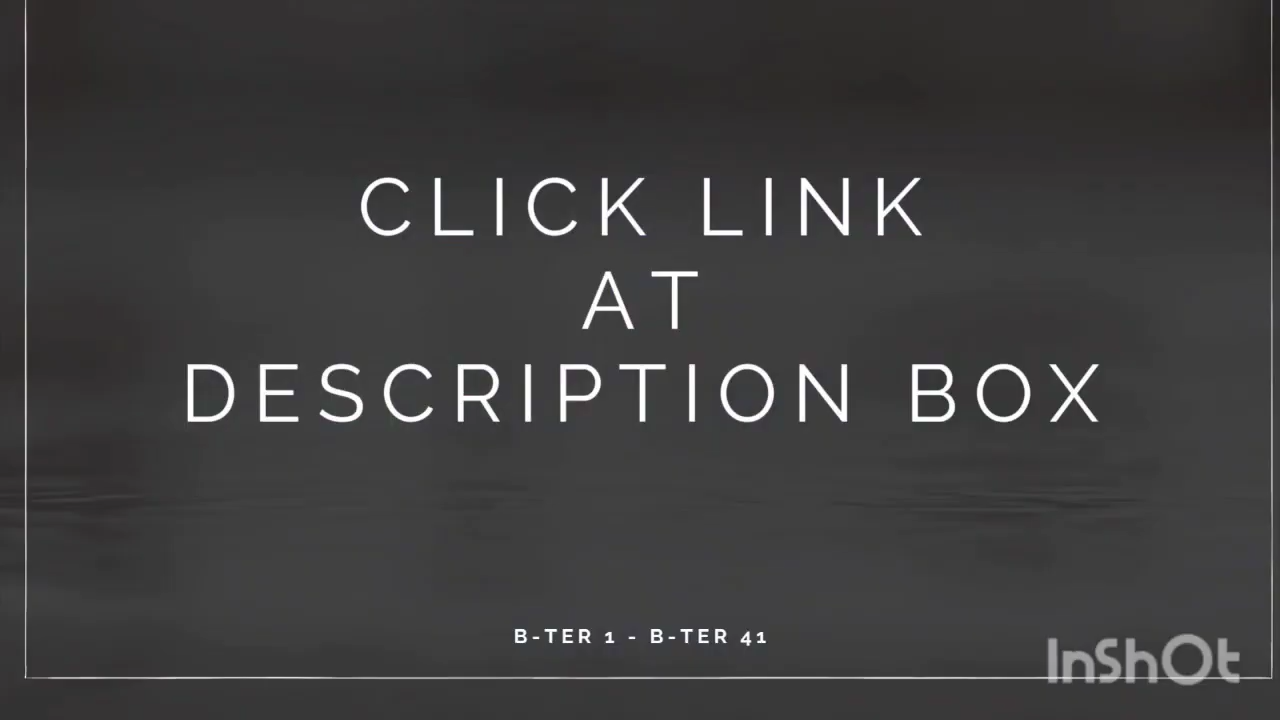 CLICK LINK
AT
DESCRIPTION BOX
B-TER 1 - B-TER 41
InShOt